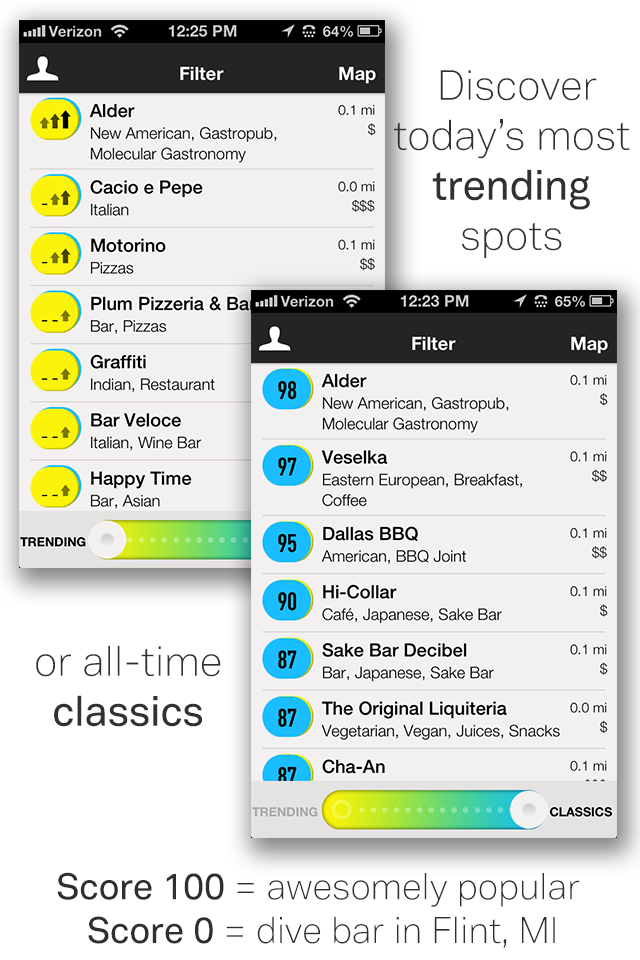 Verizon 12:25 PM 64%
Filter Map
Alder 0.1 mi
New American, Gastropub, $
Molecular Gastronomy
Cacio e Pepe 0.0 mi
Italian $$$
Motorino 0.1 mi
Pizzas $$
Plum Pizzeria & Bar
Bar, Pizzas
Graffiti
Indian, Restaurant
Bar Veloce
Italian, Wine Bar
Happy Time
Bar, Asian
TRENDING
Discover
today's most
trending
spots
Verizon 12:23 PM 65%
Filter Map
98 Alder 0.1 mi
New American, Gastropub, $
Molecular Gastronomy
97 Veselka 0.1 mi
Eastern European, Breakfast, $$
Coffee
95 Dallas BBQ 0.1 mi
American, BBQ Joint $$
90 Hi-Collar 0.1 mi
Café, Japanese, Sake Bar $
87 Sake Bar Decibel 0.1 mi
Bar, Japanese, Sake Bar $
87 The Original Liquiteria 0.0 mi
Vegetarian, Vegan, Juices, Snacks $
87 Cha-An 0.1 mi
$$$
TRENDING CLASSICS
or all-time
classics
Score 100 = awesomely popular
Score 0 = dive bar in Flint, MI